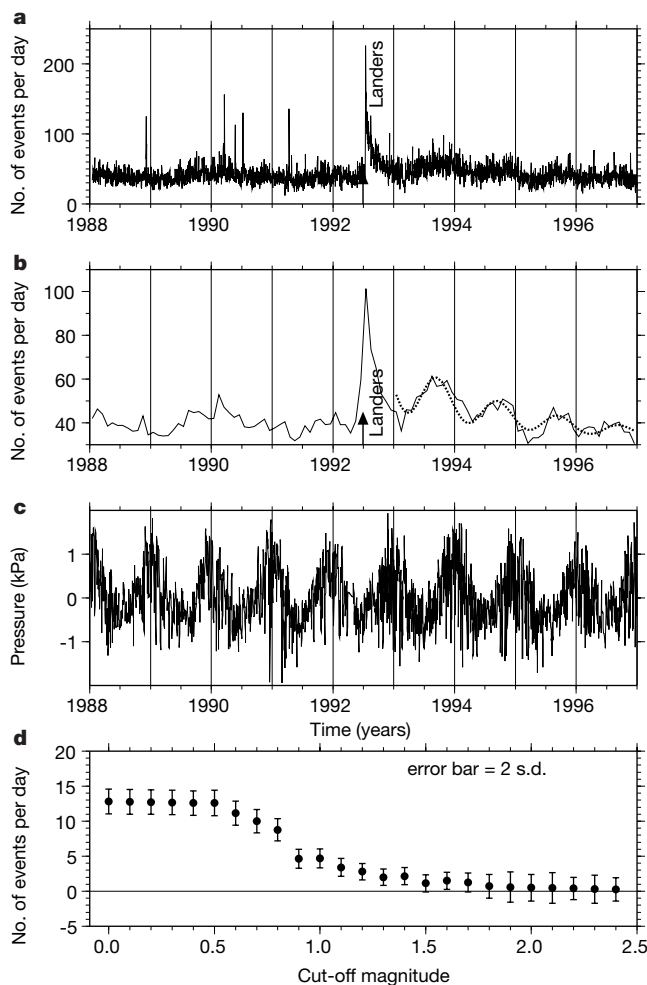 a
No. of events per day
200
100
0
Landers
1988 1990 1992 1994 1996
b
No. of events per day
100
80
60
40
Landers
1988 1990 1992 1994 1996
c
Pressure (kPa)
1
0
-1
1988 1990 1992 1994 1996
Time (years)
d
No. of events per day
20
15
10
5
0
-5
error bar = 2 s.d.
0.0 0.5 1.0 1.5 2.0 2.5
Cut-off magnitude